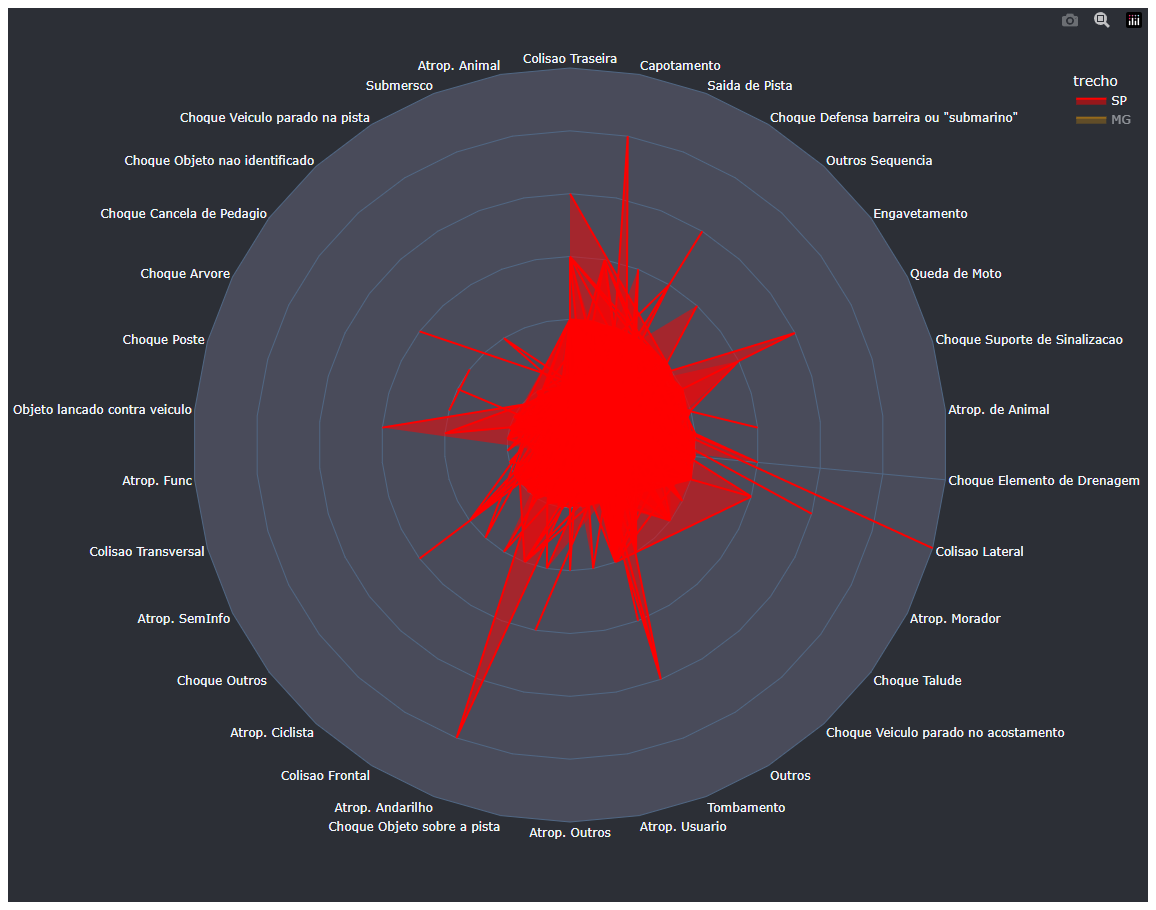 Colisao Traseira
Capotamento
Saida de Pista
Choque Defensa barreira ou "submarino"
Outros Sequencia
Engavetamento
Queda de Moto
Choque Suporte de Sinalizacao
Atrop. de Animal
Choque Elemento de Drenagem
Colisao Lateral
Atrop. Morador
Choque Talude
Choque Veiculo parado no acostamento
Outros
Tombamento
Atrop. Usuario
Atrop. Outros
Choque Objeto sobre a pista
Atrop. Andarilho
Colisao Frontal
Atrop. Ciclista
Choque Outros
Atrop. SemInfo
Colisao Transversal
Atrop. Func
Objeto lancado contra veiculo
Choque Poste
Choque Arvore
Choque Cancela de Pedagio
Choque Objeto nao identificado
Choque Veiculo parado na pista
Submersco
Atrop. Animal
trecho
SP
MG